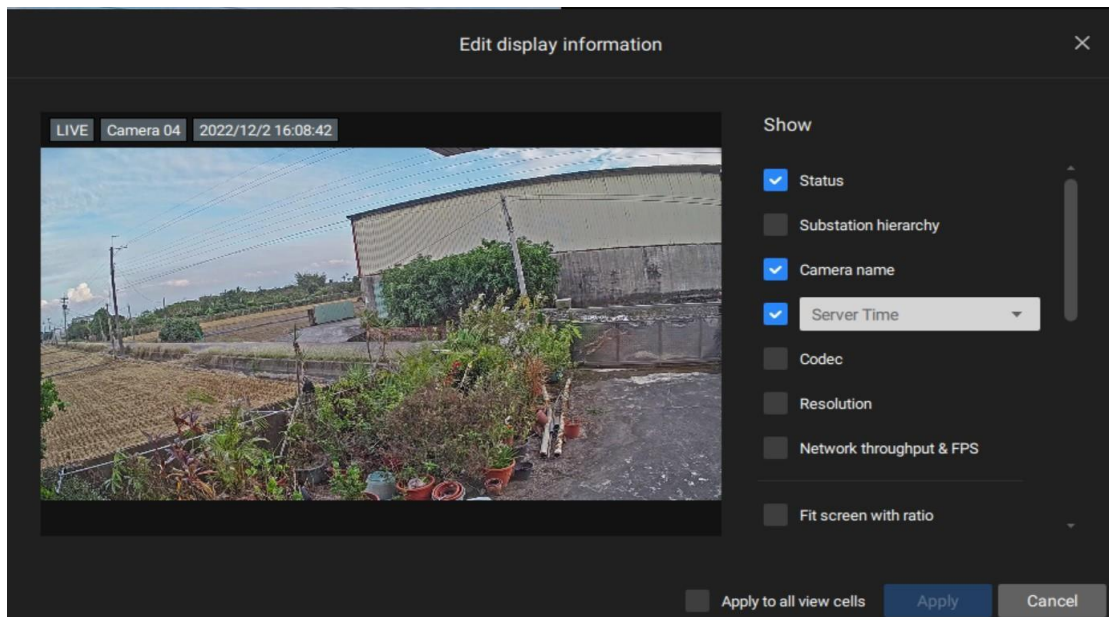 Edit display information
LIVE Camera 04 2022/12/2 16:08:42
Show
Status
Substation hierarchy
Camera name
Server Time
Codec
Resolution
Network throughput & FPS
Fit screen with ratio
Apply to all view cells Apply Cancel